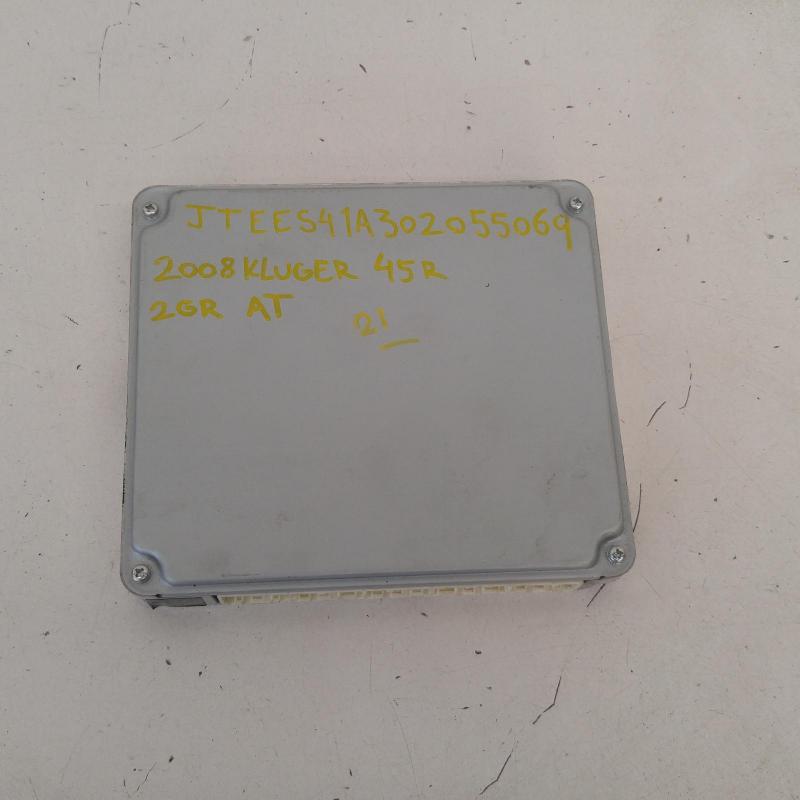 JTEES41A302055069
2008 KLUGER 45R
2GR AT
21